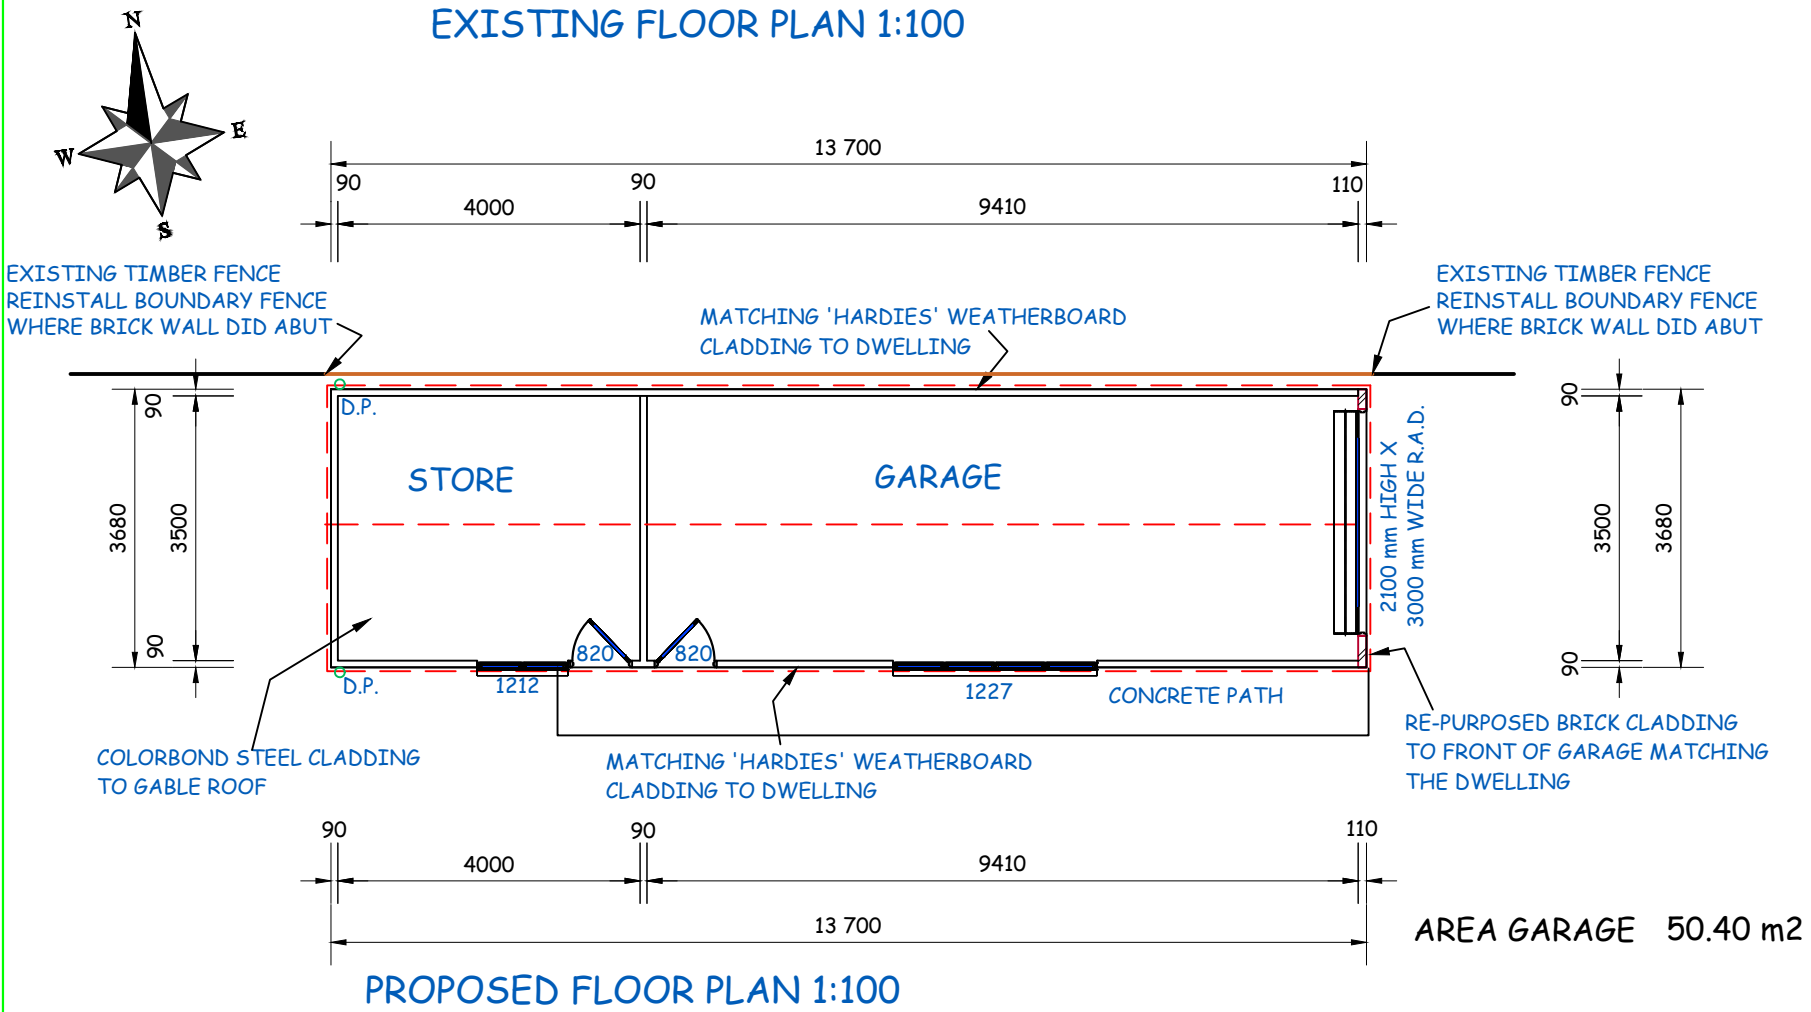 EXISTING FLOOR PLAN 1:100
N
E
W
S
13 700
90
90
110
4000
9410
EXISTING TIMBER FENCE
REINSTALL BOUNDARY FENCE
WHERE BRICK WALL DID ABUT
MATCHING 'HARDIES' WEATHERBOARD
CLADDING TO DWELLING
EXISTING TIMBER FENCE
REINSTALL BOUNDARY FENCE
WHERE BRICK WALL DID ABUT
D.P.
STORE
GARAGE
90
3500
3680
90
2100 mm HIGH X
3000 mm WIDE R.A.D.
90
3500
3680
90
820
820
D.P.
1212
1227
CONCRETE PATH
COLORBOND STEEL CLADDING
TO GABLE ROOF
MATCHING 'HARDIES' WEATHERBOARD
CLADDING TO DWELLING
RE-PURPOSED BRICK CLADDING
TO FRONT OF GARAGE MATCHING
THE DWELLING
90
90
110
4000
9410
13 700
AREA GARAGE 50.40 m2
PROPOSED FLOOR PLAN 1:100